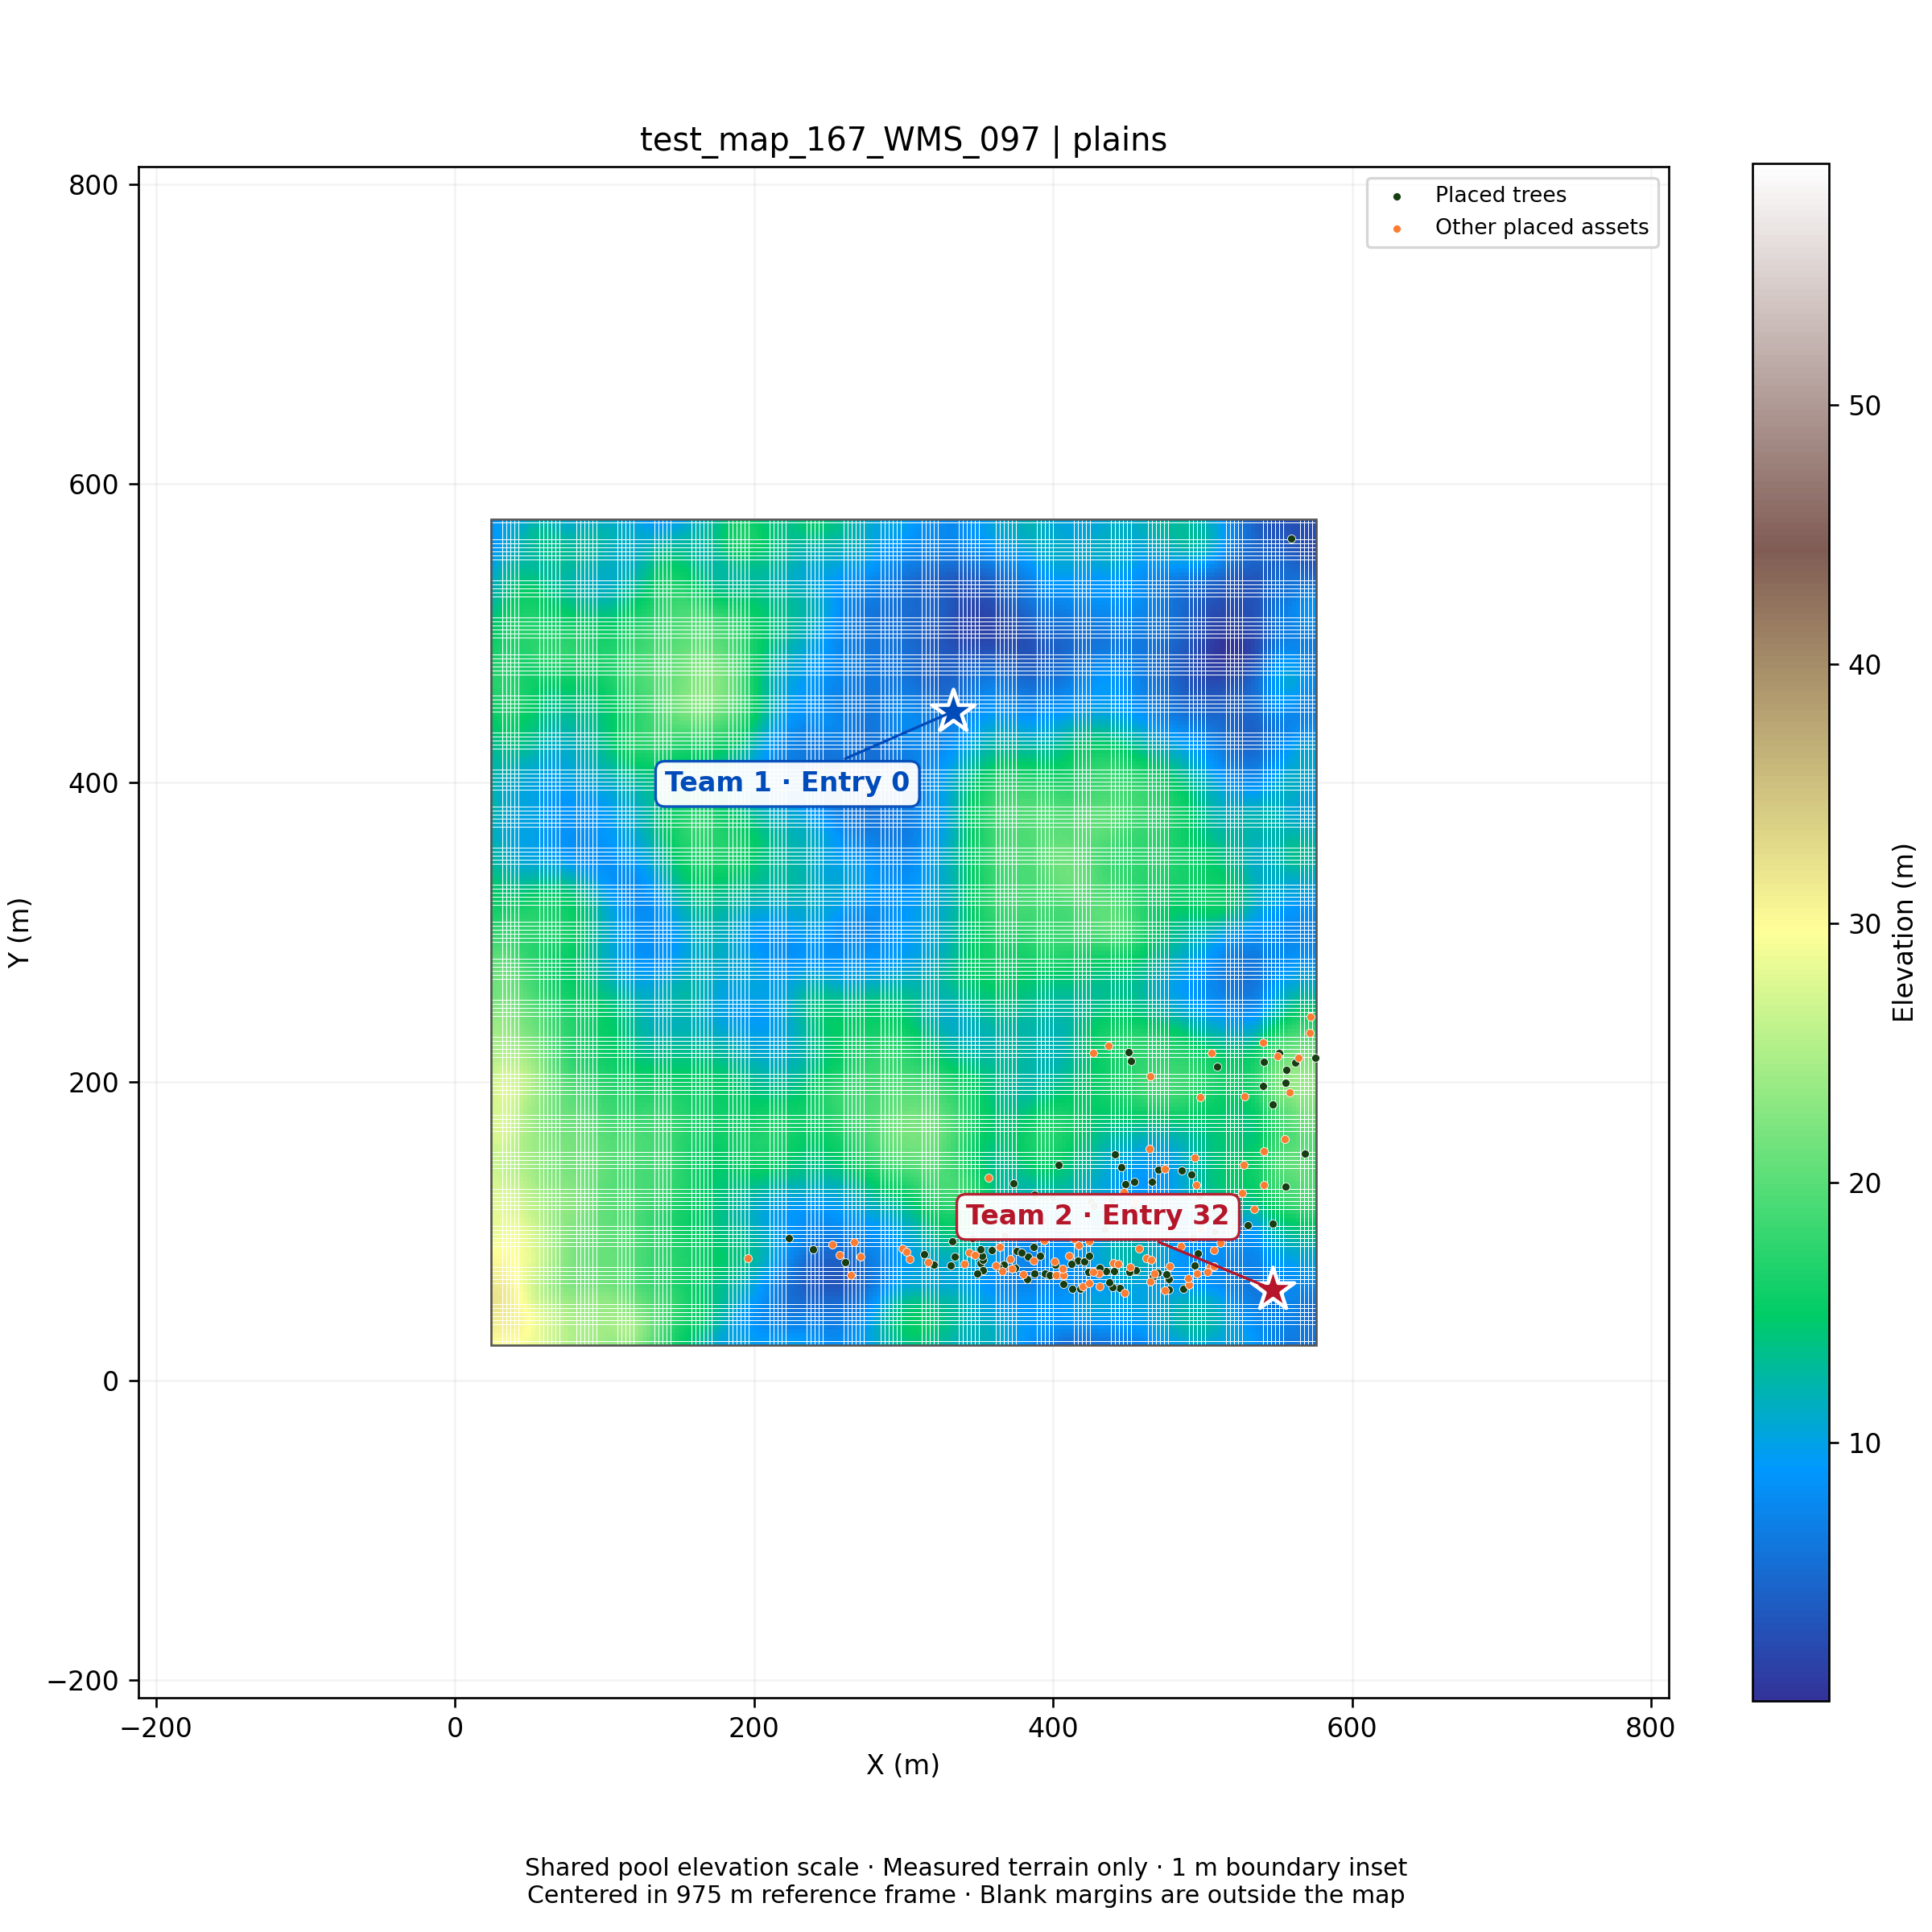 test_map_167_WMS_097 | plains
Placed trees
Other placed assets
800
600
400
200
0
−200
Y (m)
Team 1 · Entry 0
Team 2 · Entry 32
−200
0
200
400
600
800
X (m)
50
40
30
20
10
Elevation (m)
Shared pool elevation scale · Measured terrain only · 1 m boundary inset
Centered in 975 m reference frame · Blank margins are outside the map